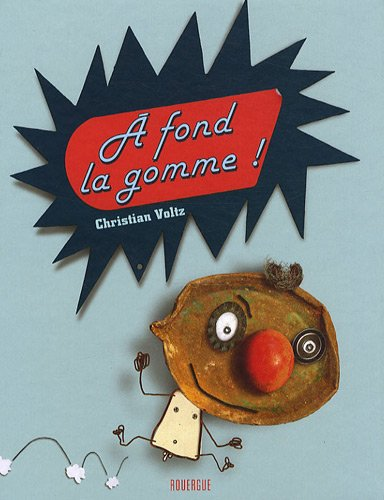 À fond
la gomme !
Christian Voltz
ROUERGUE